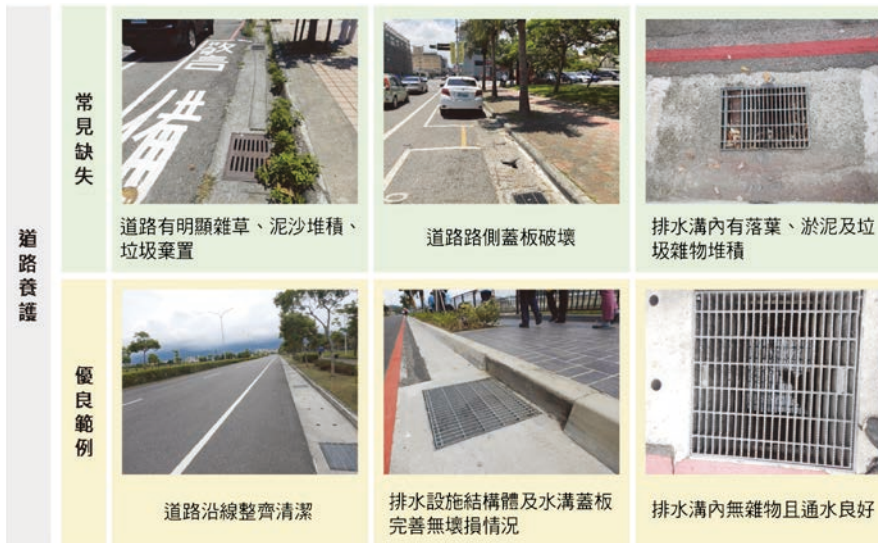 道路養護
常見缺失
道路有明顯雜草、泥沙堆積、
垃圾棄置
道路路側蓋板破壞
排水溝內有落葉、淤泥及垃
圾雜物堆積
優良範例
道路沿線整齊清潔
排水設施結構體及水溝蓋板
完善無壞損情況
排水溝內無雜物且通水良好